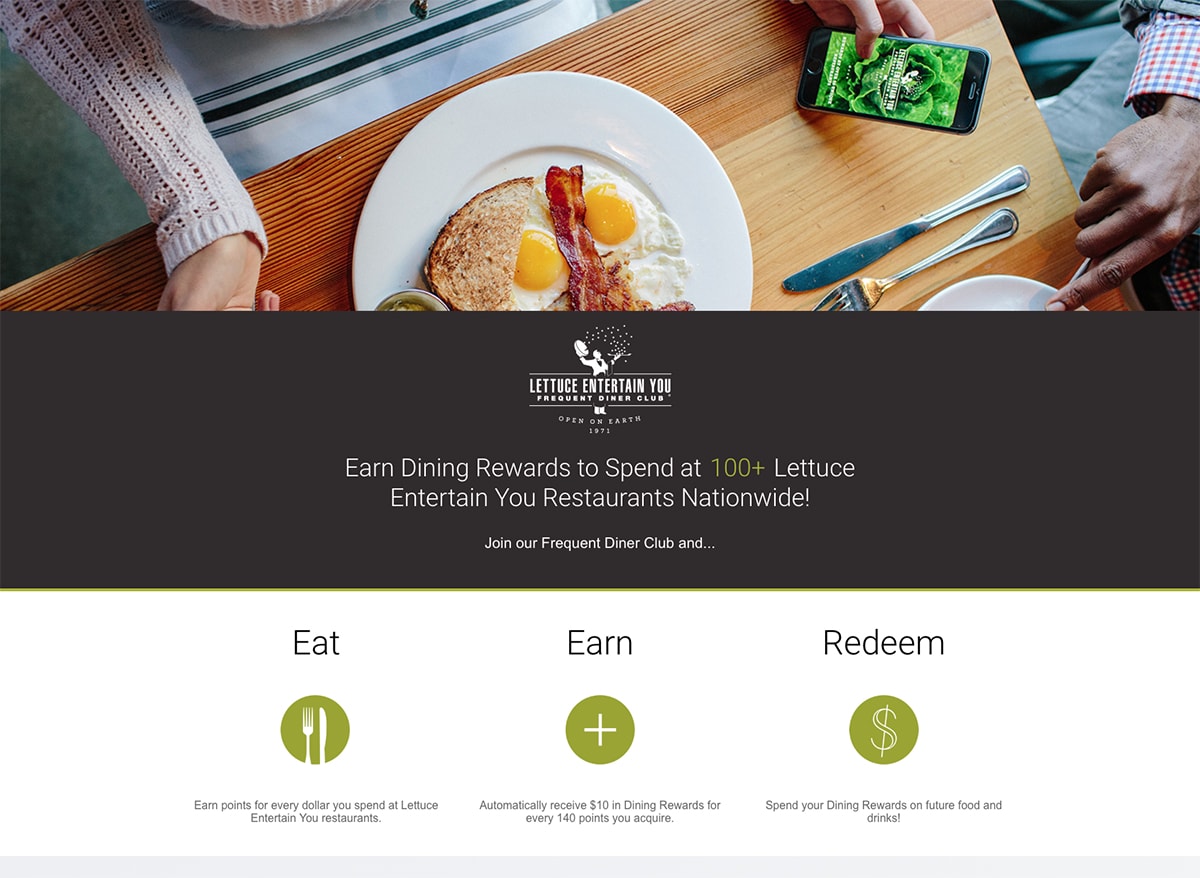 LETTUCE ENTERTAIN YOU
LETTUCE ENTERTAIN YOU
FREQUENT DINER CLUB
OPEN ON EARTH
1971
Earn Dining Rewards to Spend at 100+ Lettuce
Entertain You Restaurants Nationwide!
Join our Frequent Diner Club and...
Eat
Earn
Redeem
Earn points for every dollar you spend at Lettuce
Entertain You restaurants.
Automatically receive $10 in Dining Rewards for
every 140 points you acquire.
Spend your Dining Rewards on future food and
drinks!